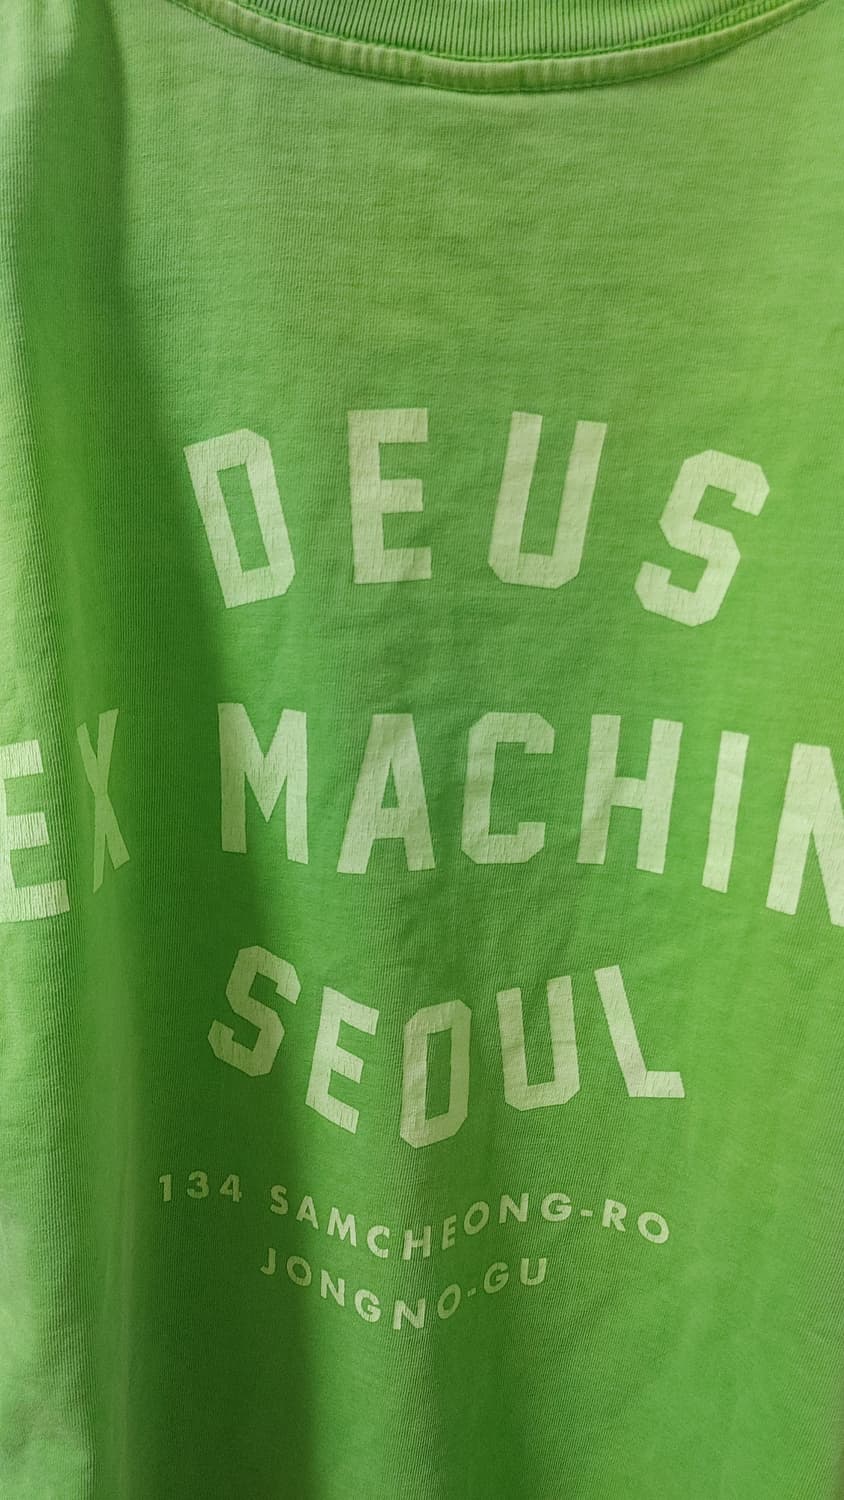 DEUS
EX MACHIN
SEOUL
134 SAMCHEONG-RO
JONGNO-GU